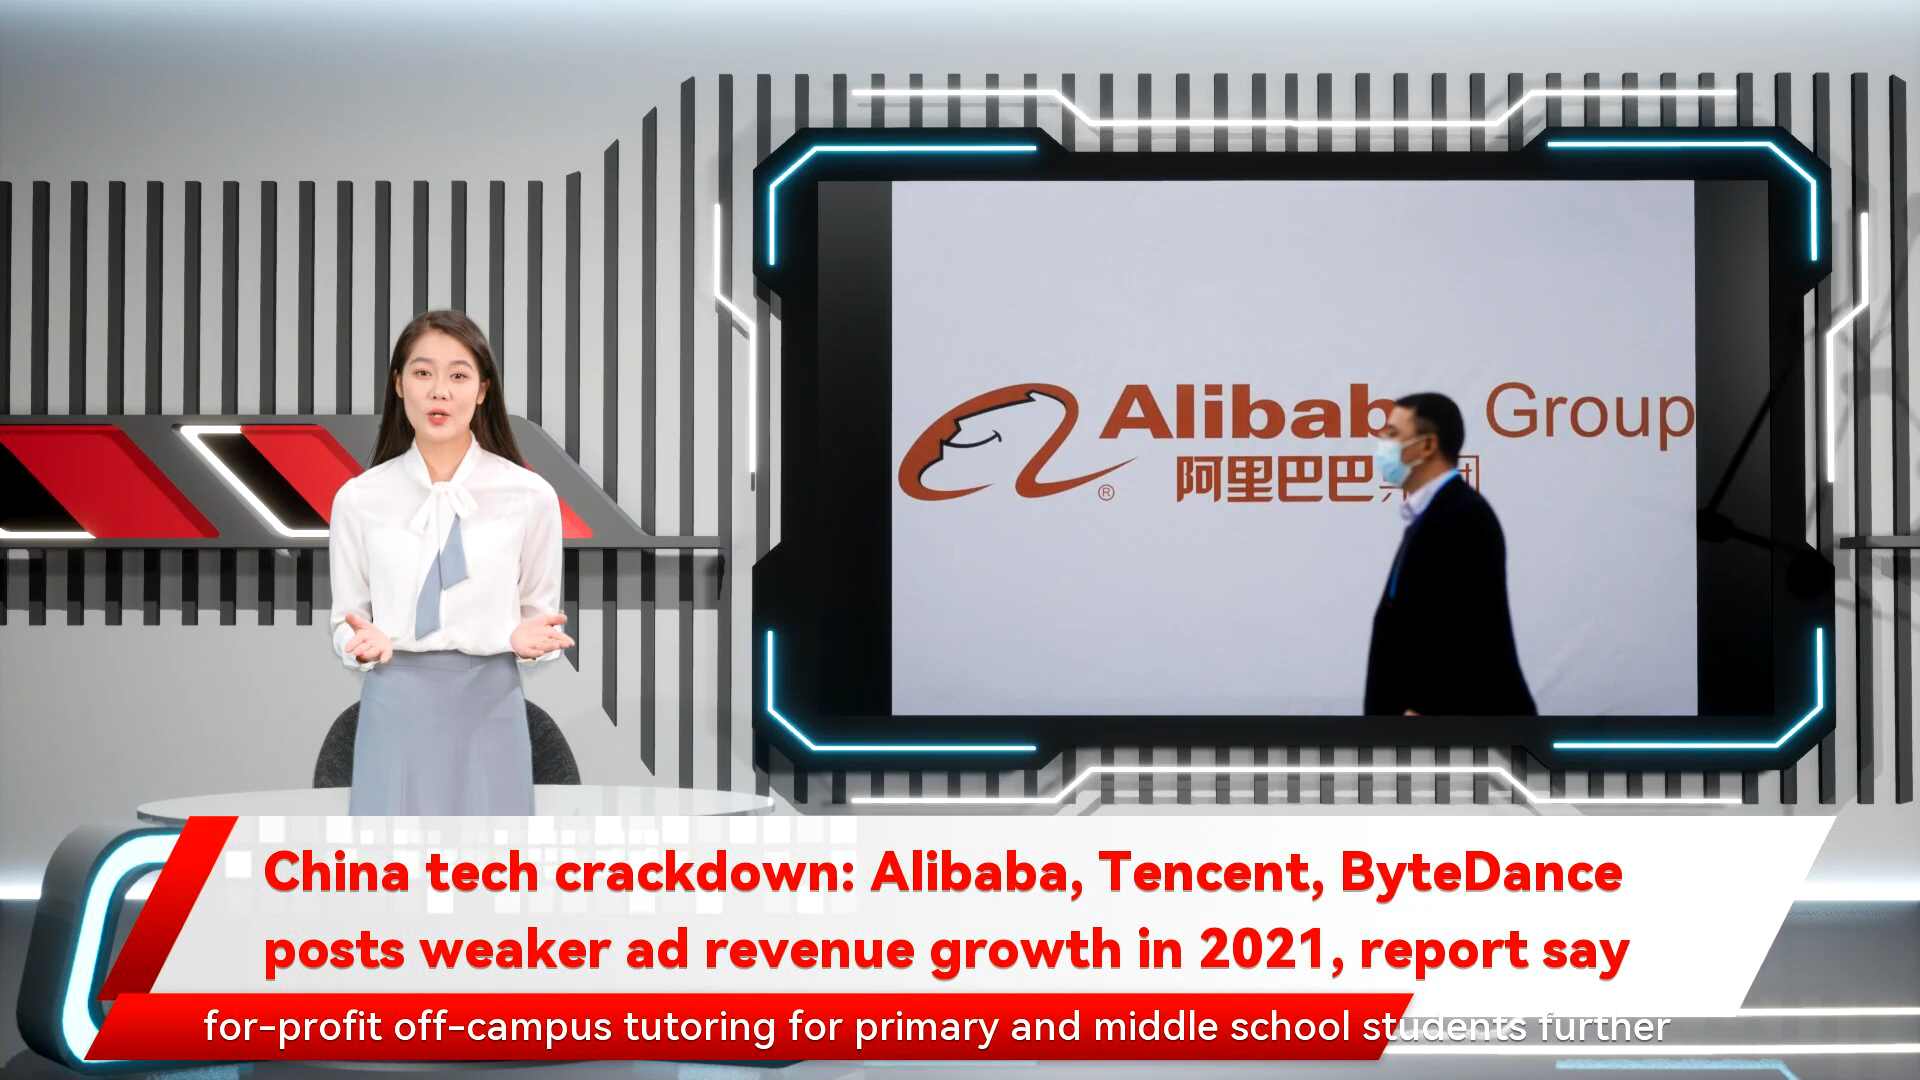 Alibab Group
®
阿里巴巴 团
China tech crackdown: Alibaba, Tencent, ByteDance
posts weaker ad revenue growth in 2021, report say
for-profit off-campus tutoring for primary and middle school students further